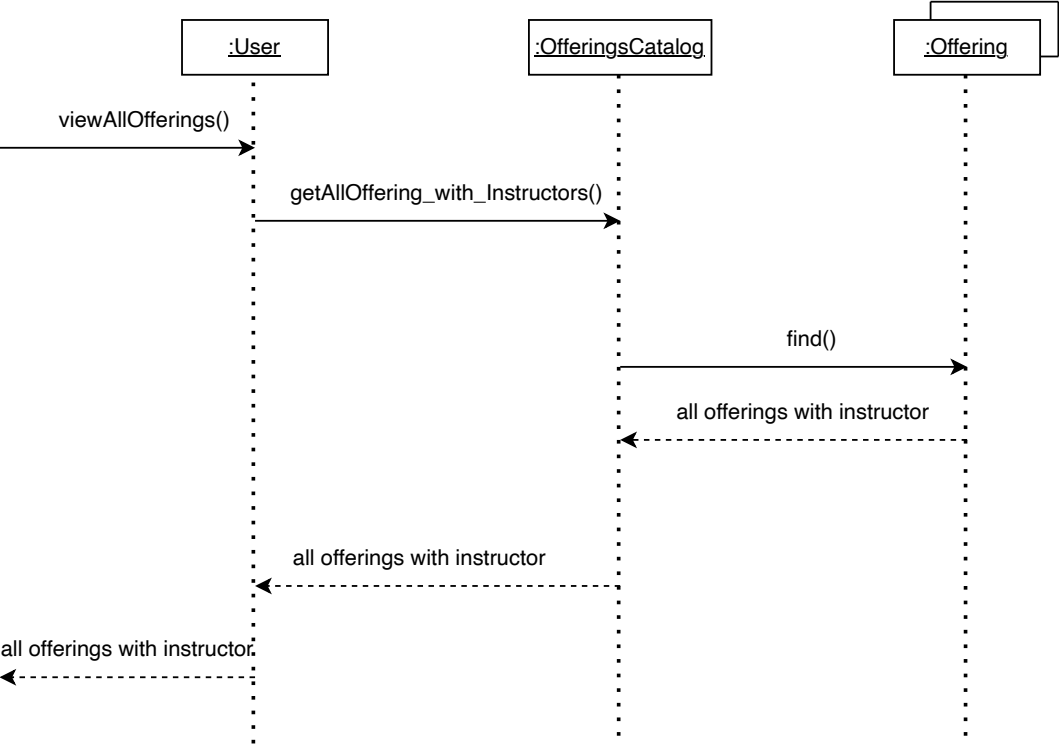 :User
:OfferingsCatalog
:Offering
viewAllOfferings()
getAllOffering_with_Instructors()
find()
all offerings with instructor
all offerings with instructor
all offerings with instructor